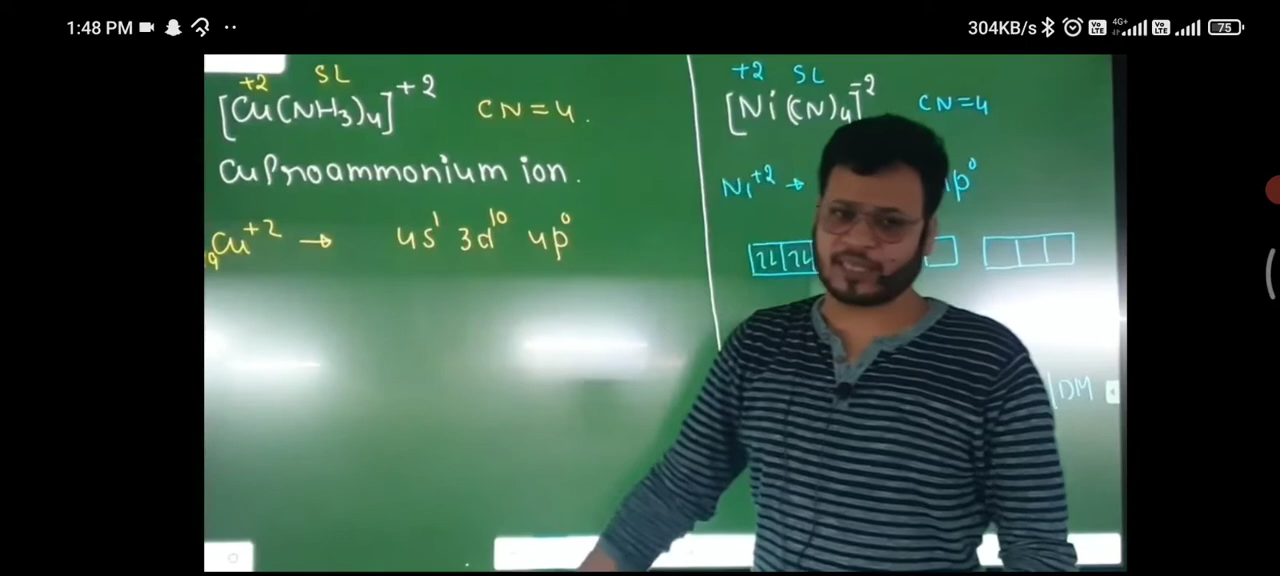 1:48 PM
304KB/s 4G+ 75
+2 SL
[Cu(NH3)4]+2 CN=4.
Cuproammonium ion.
Cu+2 → 4s1 3d10 4p0
+2 SL
[Ni(CN)4]-2 CN=4
Ni+2 → 4p0
DM